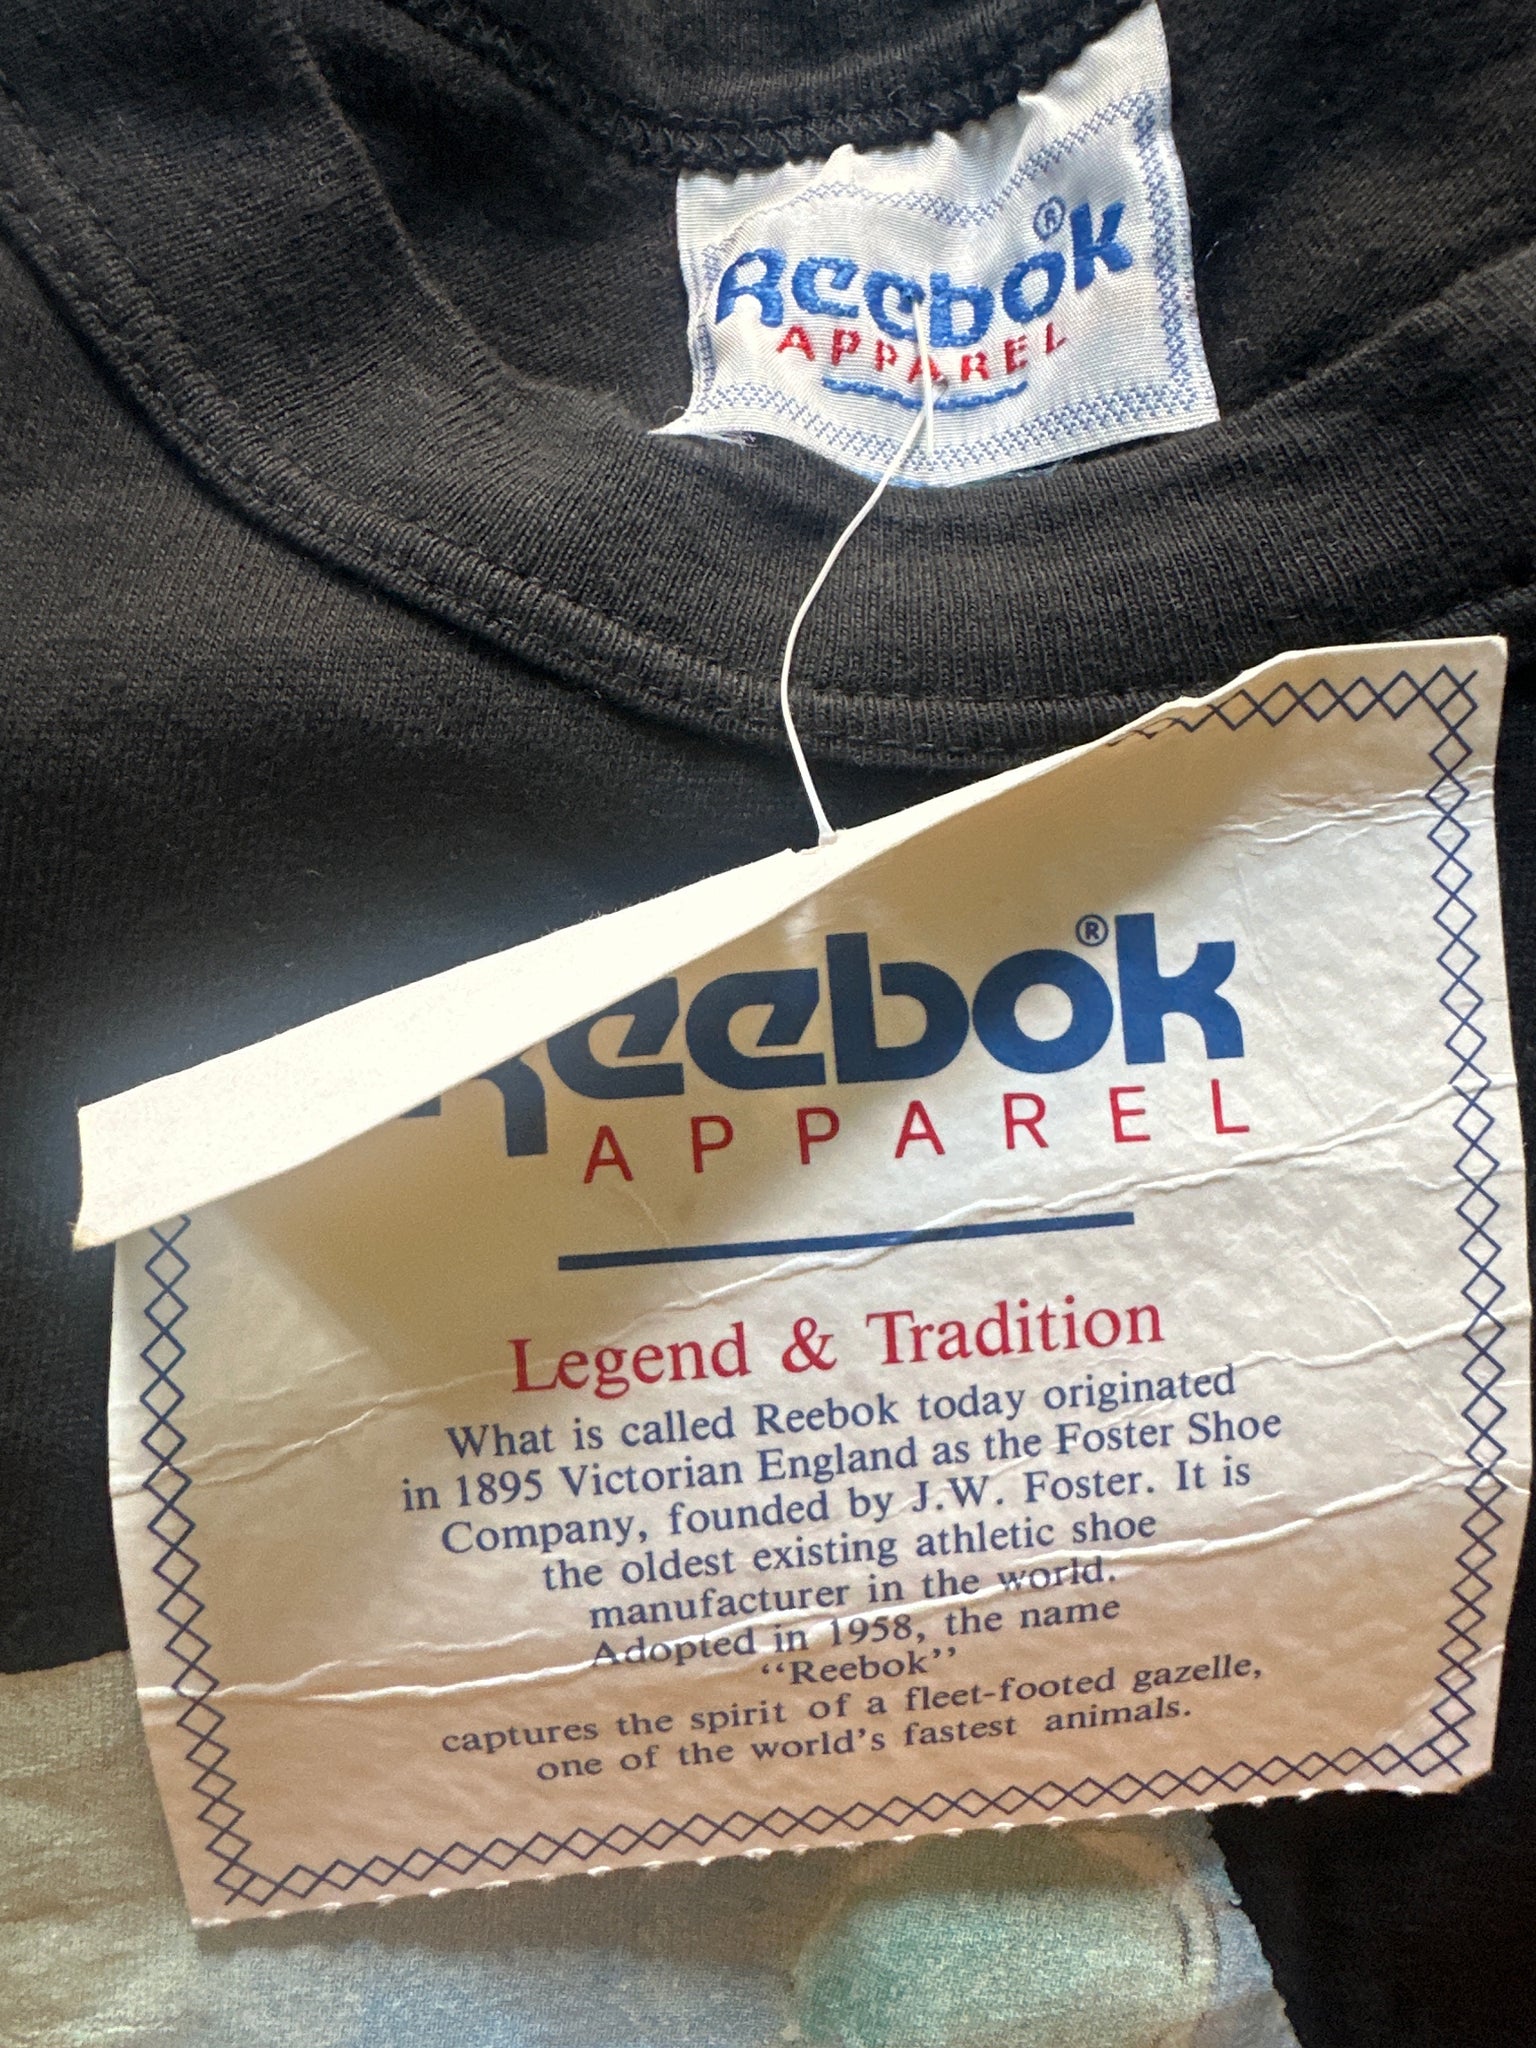 Reebok®
APPAREL
Reebok®
APPAREL
Legend & Tradition
What is called Reebok today originated
in 1895 Victorian England as the Foster Shoe
Company, founded by J.W. Foster. It is
the oldest existing athletic shoe
manufacturer in the world.
Adopted in 1958, the name
“Reebok”
captures the spirit of a fleet-footed gazelle,
one of the world's fastest animals.